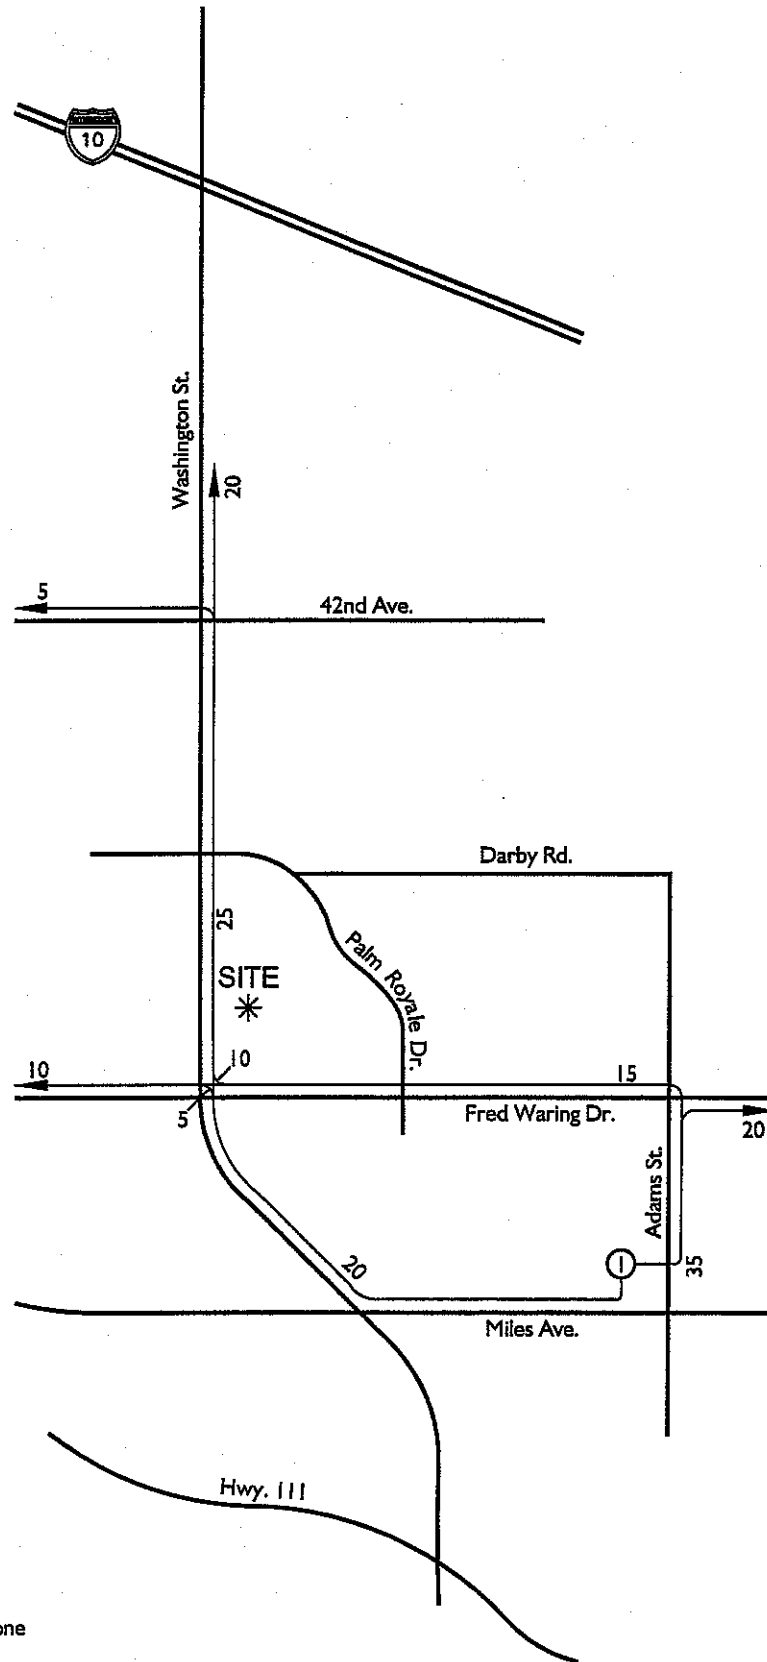 10
Washington St.
20
5
42nd Ave.
Darby Rd.
25
Palm Royale Dr.
SITE
10
10
15
5
Fred Waring Dr.
20
Adams St.
1
35
20
Miles Ave.
Hwy. 111
one